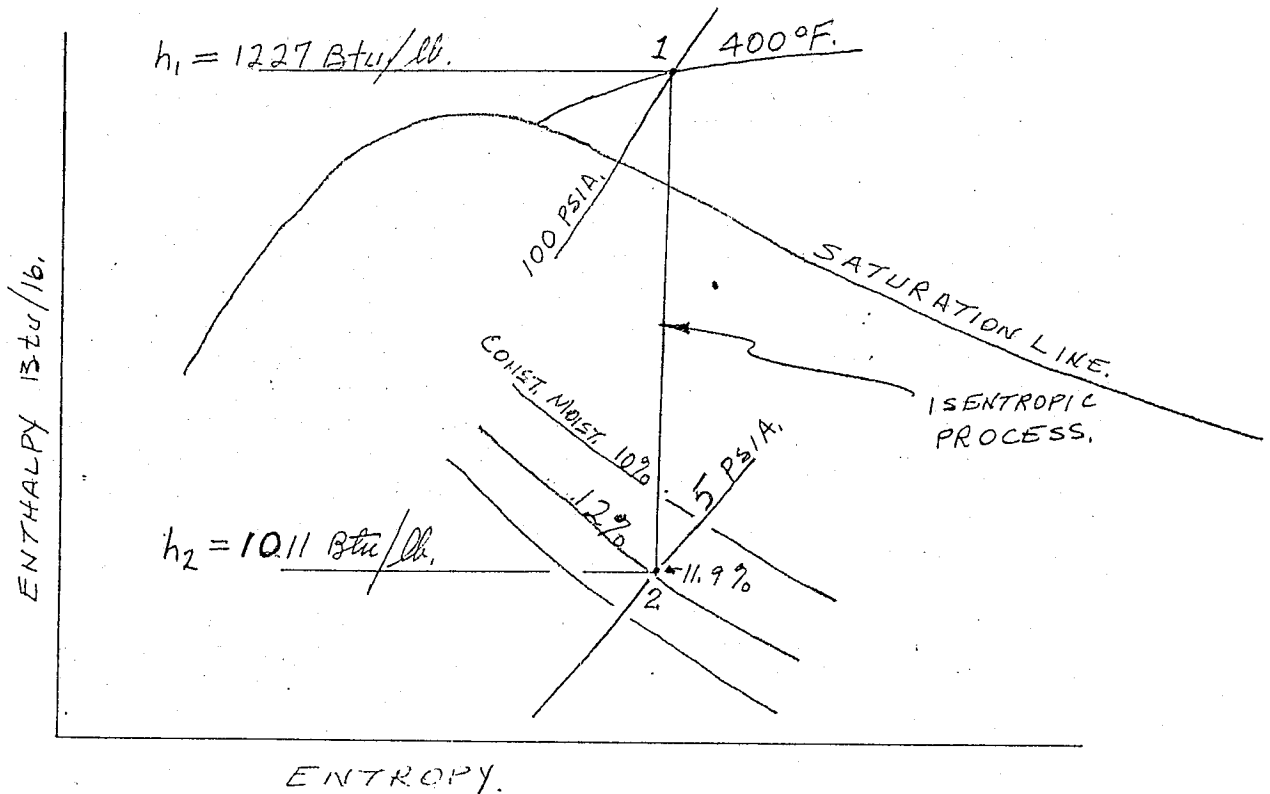 h₁ = 1227 Btu/lb.
1
400°F.
100 PSIA.
SATURATION LINE.
ISENTROPIC
PROCESS.
CONST. MOIST. 10%
12%
5 PSIA.
h₂ = 1011 Btu/lb.
11.9%
2
ENTHALPY Btu/lb.
ENTROPY.